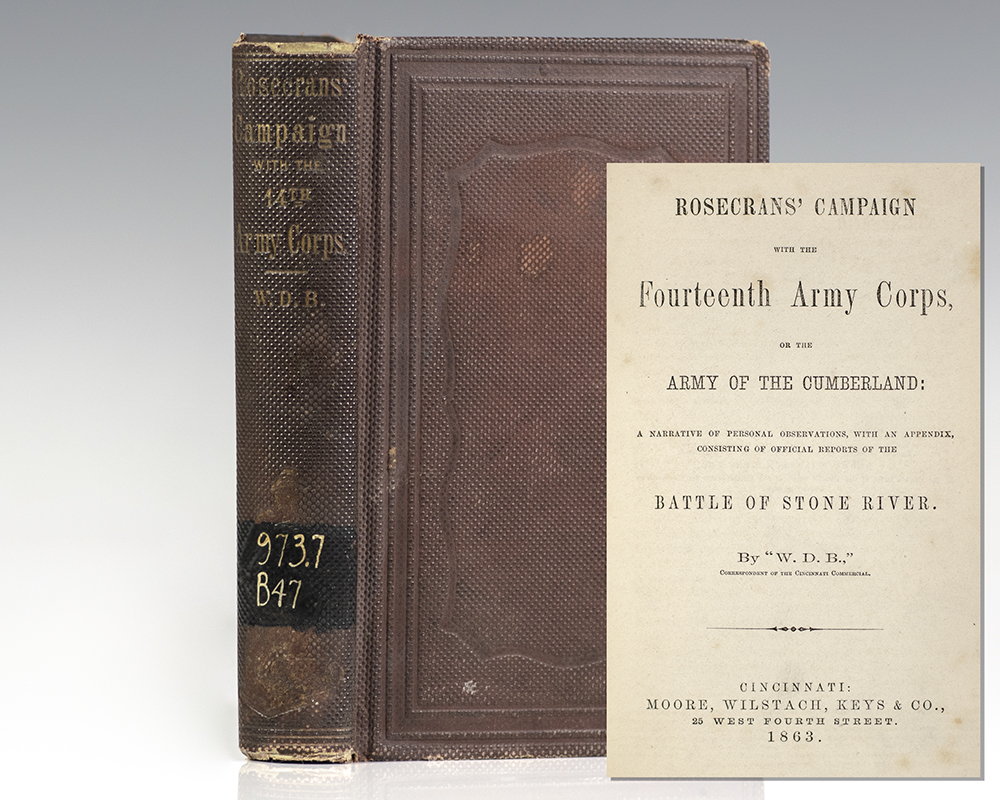 Rosecrans'
Campaign
WITH THE
14TH
Army Corps
W. D. B.
973.7
B47
ROSECRANS' CAMPAIGN
WITH THE
Fourteenth Army Corps,
OR THE
ARMY OF THE CUMBERLAND:
A NARRATIVE OF PERSONAL OBSERVATIONS, WITH AN APPENDIX,
CONSISTING OF OFFICIAL REPORTS OF THE
BATTLE OF STONE RIVER.
By "W. D. B.,"
Correspondent of the Cincinnati Commercial.
CINCINNATI:
MOORE, WILSTACH, KEYS & CO.,
25 WEST FOURTH STREET.
1863.